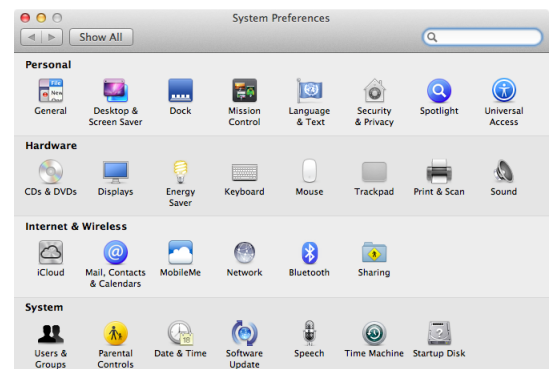 System Preferences
Show All
Personal
General
Desktop &
Screen Saver
Dock
Mission
Control
Language
& Text
Security
& Privacy
Spotlight
Universal
Access
Hardware
CDs & DVDs
Displays
Energy
Saver
Keyboard
Mouse
Trackpad
Print & Scan
Sound
Internet & Wireless
iCloud
Mail, Contacts
& Calendars
MobileMe
Network
Bluetooth
Sharing
System
Users &
Groups
Parental
Controls
Date & Time
Software
Update
Speech
Time Machine
Startup Disk